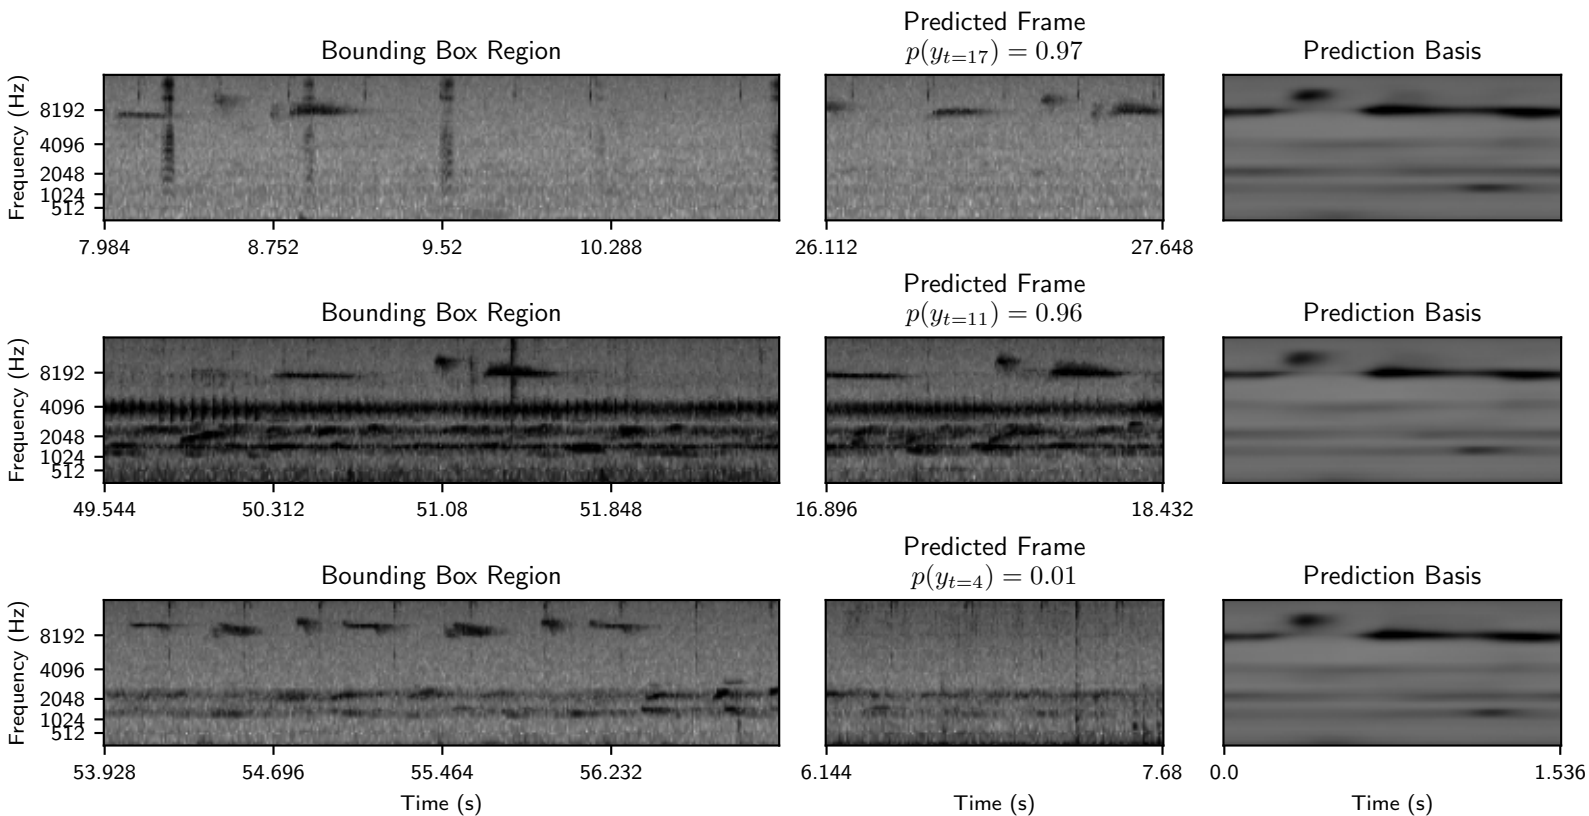 Predicted Frame
Bounding Box Region p(y_{t=17}) = 0.97 Prediction Basis
Frequency (Hz)
8192
4096
2048
1024
512
7.984 8.752 9.52 10.288 26.112 27.648
Predicted Frame
Bounding Box Region p(y_{t=11}) = 0.96 Prediction Basis
Frequency (Hz)
8192
4096
2048
1024
512
49.544 50.312 51.08 51.848 16.896 18.432
Predicted Frame
Bounding Box Region p(y_{t=4}) = 0.01 Prediction Basis
Frequency (Hz)
8192
4096
2048
1024
512
53.928 54.696 55.464 56.232 6.144 7.68 0.0 1.536
Time (s) Time (s) Time (s)